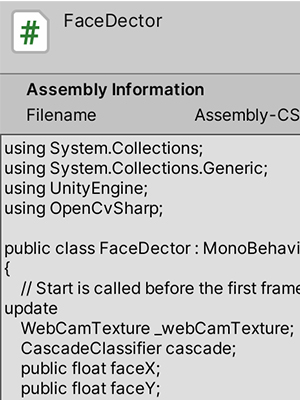 #
FaceDector
Assembly Information
Filename Assembly-CS
using System.Collections;
using System.Collections.Generic;
using UnityEngine;
using OpenCvSharp;
public class FaceDector : MonoBehavi
{
// Start is called before the first frame
update
WebCamTexture _webCamTexture;
CascadeClassifier cascade;
public float faceX;
public float faceY;